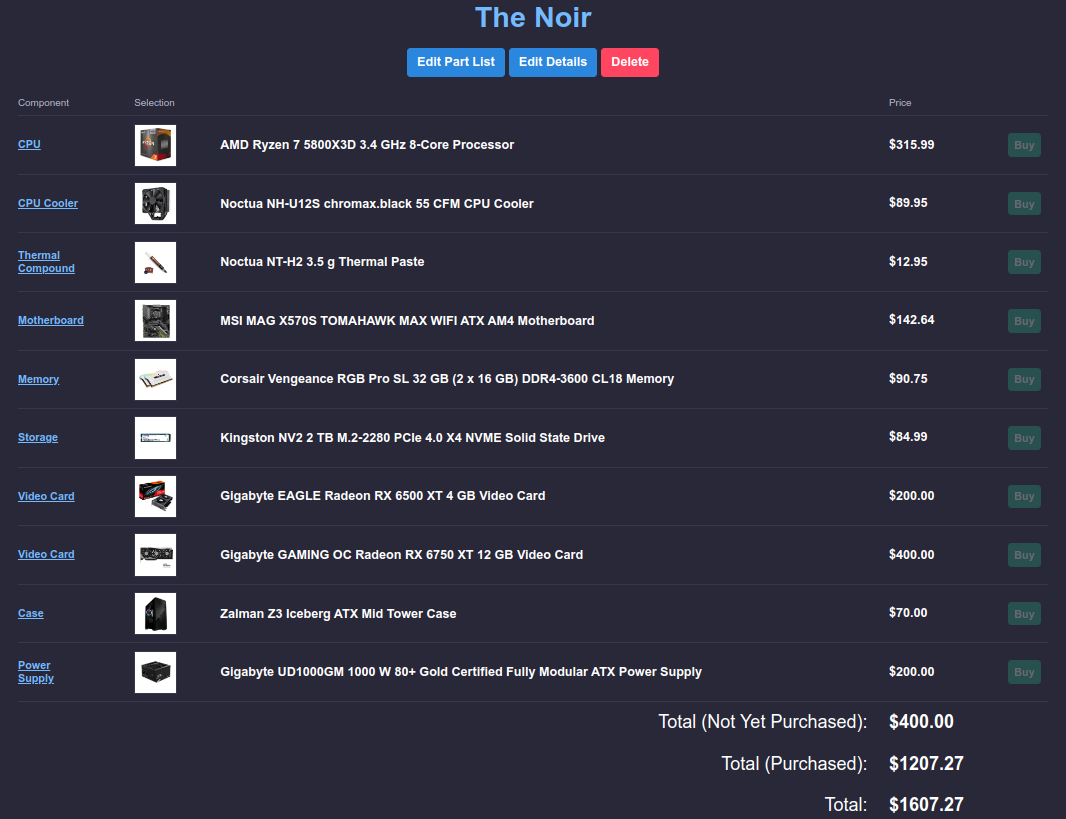 The Noir
Edit Part List Edit Details Delete
Component Selection Price
CPU AMD Ryzen 7 5800X3D 3.4 GHz 8-Core Processor $315.99 Buy
CPU Cooler Noctua NH-U12S chromax.black 55 CFM CPU Cooler $89.95 Buy
Thermal
Compound Noctua NT-H2 3.5 g Thermal Paste $12.95 Buy
Motherboard MSI MAG X570S TOMAHAWK MAX WIFI ATX AM4 Motherboard $142.64 Buy
Memory Corsair Vengeance RGB Pro SL 32 GB (2 x 16 GB) DDR4-3600 CL18 Memory $90.75 Buy
Storage Kingston NV2 2 TB M.2-2280 PCIe 4.0 X4 NVME Solid State Drive $84.99 Buy
Video Card Gigabyte EAGLE Radeon RX 6500 XT 4 GB Video Card $200.00 Buy
Video Card Gigabyte GAMING OC Radeon RX 6750 XT 12 GB Video Card $400.00 Buy
Case Zalman Z3 Iceberg ATX Mid Tower Case $70.00 Buy
Power
Supply Gigabyte UD1000GM 1000 W 80+ Gold Certified Fully Modular ATX Power Supply $200.00 Buy
Total (Not Yet Purchased): $400.00
Total (Purchased): $1207.27
Total: $1607.27